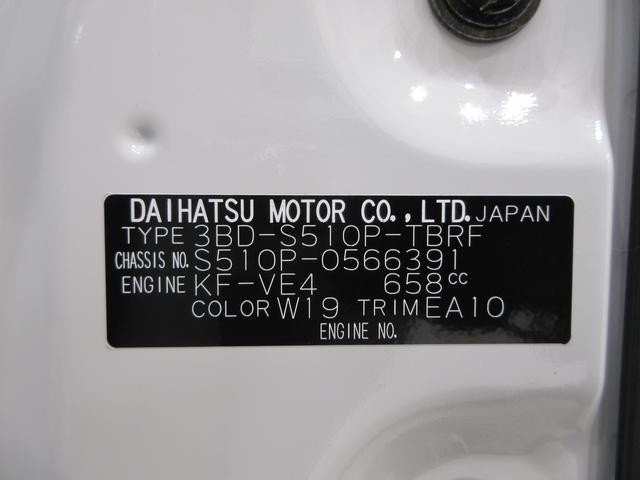 DAIHATSU MOTOR CO.,LTD. JAPAN
TYPE 3BD-S510P-TBRF
CHASSIS NO. S510P-0566391
ENGINE KF-VE4 658cc
COLOR W19 TRIM EA10
ENGINE NO.